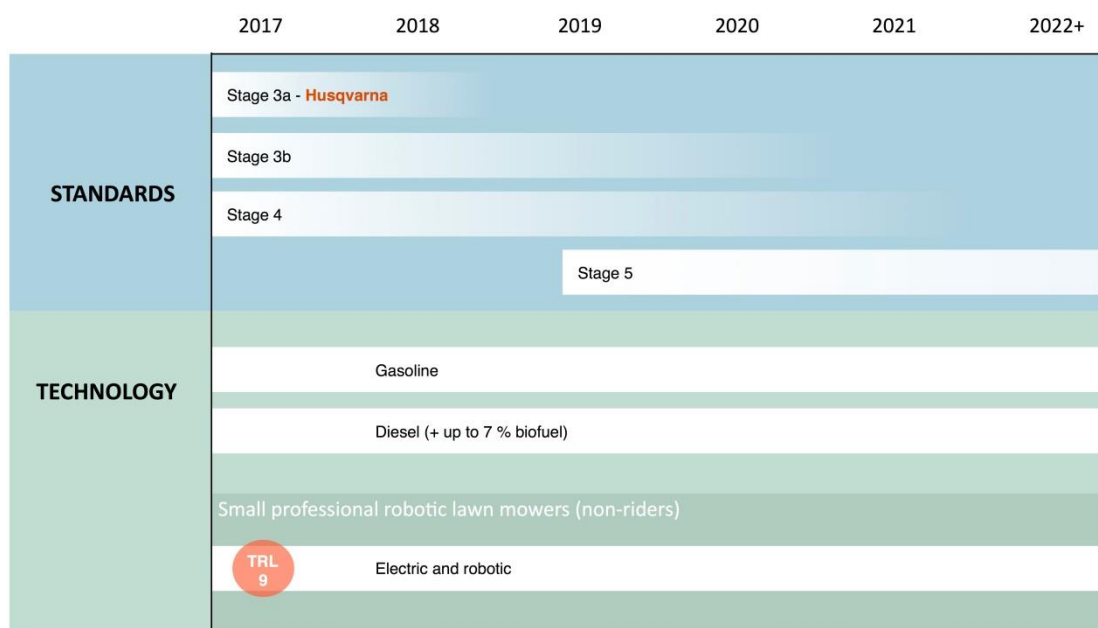 2017 2018 2019 2020 2021 2022+
STANDARDS
Stage 3a - Husqvarna
Stage 3b
Stage 4
Stage 5
TECHNOLOGY
Gasoline
Diesel (+ up to 7 % biofuel)
Small professional robotic lawn mowers (non-riders)
TRL
9
Electric and robotic